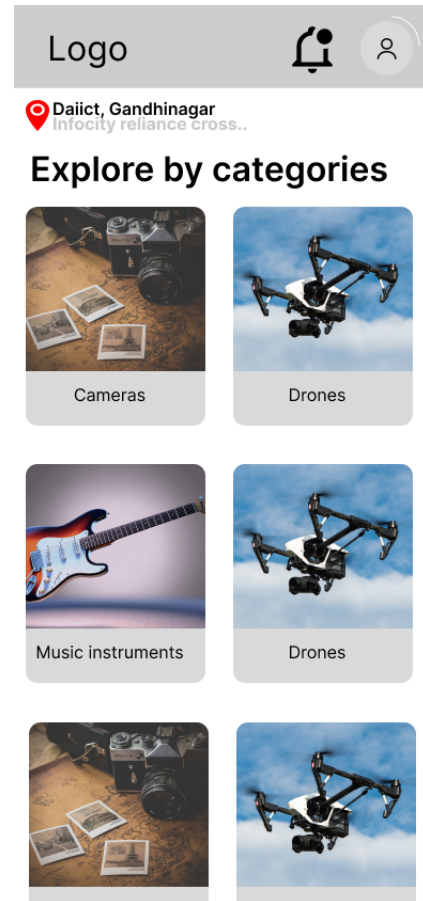 Logo
Daiict, Gandhinagar
Infocity reliance cross..
Explore by categories
Cameras
Drones
Music instruments
Drones